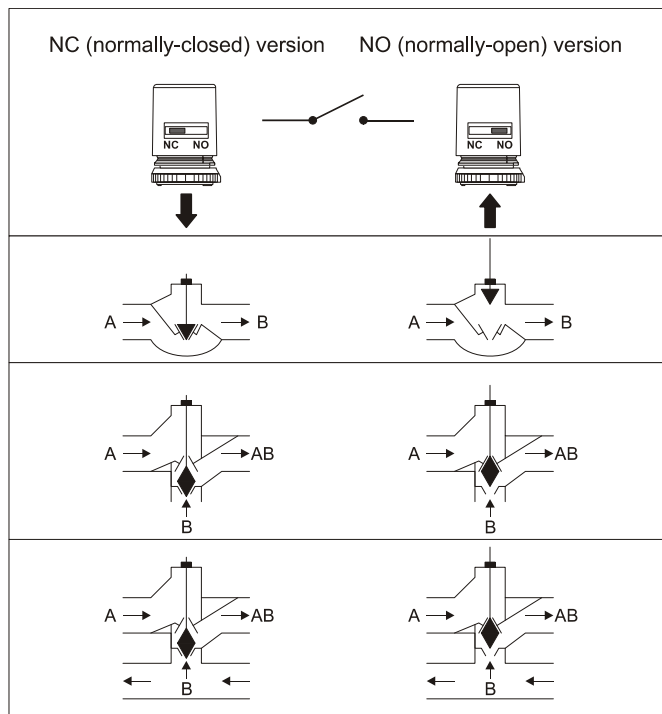 NC (normally-closed) version NO (normally-open) version
NC NO NC NO
A B A B
A AB A AB
B B
A AB A AB
B B